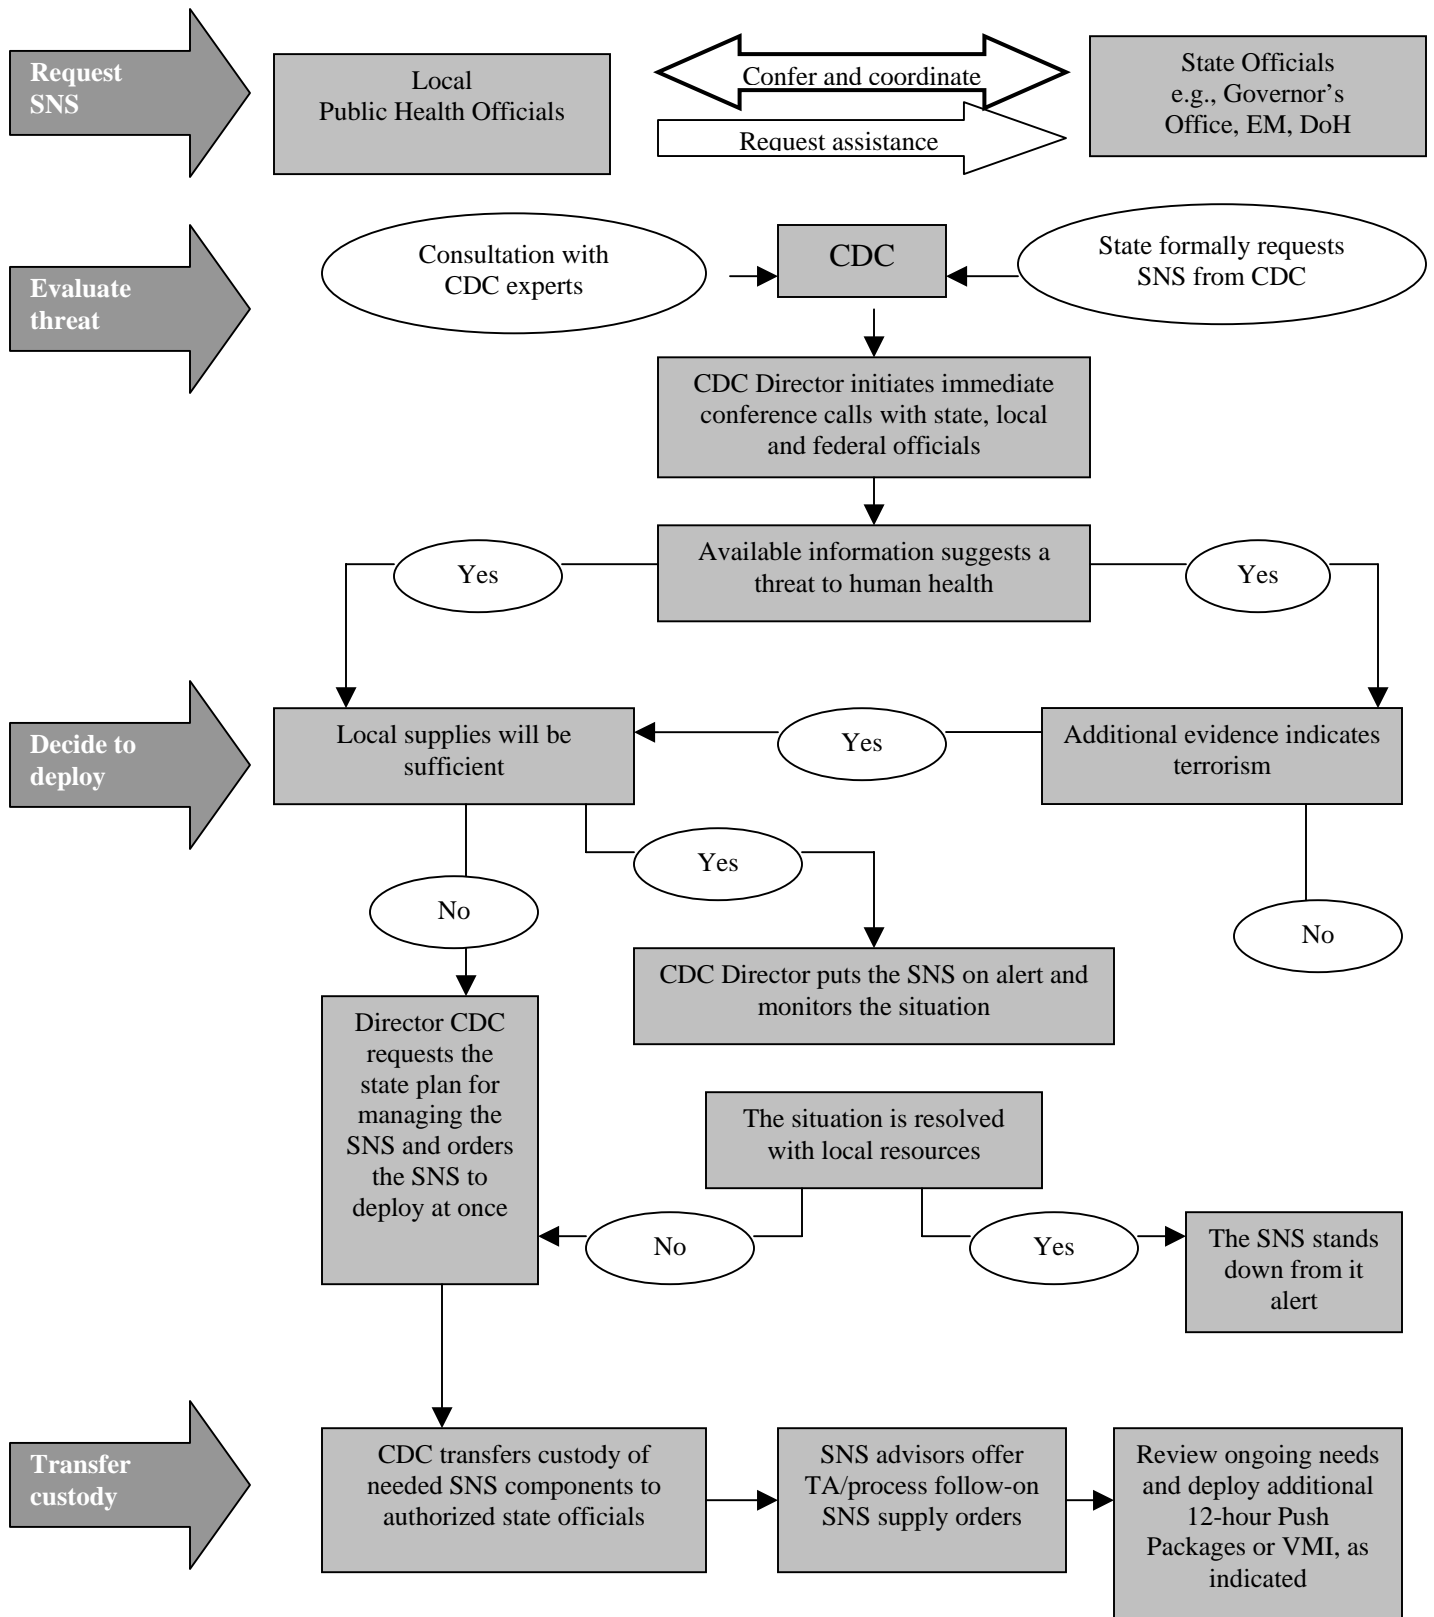 Request
SNS
Local
Public Health Officials
Confer and coordinate
Request assistance
State Officials
e.g., Governor's
Office, EM, DoH
Evaluate
threat
Consultation with
CDC experts
CDC
State formally requests
SNS from CDC
CDC Director initiates immediate
conference calls with state, local
and federal officials
Available information suggests a
threat to human health
Yes
Yes
Decide to
deploy
Local supplies will be
sufficient
Yes
Additional evidence indicates
terrorism
Yes
No
No
CDC Director puts the SNS on alert and
monitors the situation
Director CDC
requests the
state plan for
managing the
SNS and orders
the SNS to
deploy at once
The situation is resolved
with local resources
No
Yes
The SNS stands
down from it
alert
Transfer
custody
CDC transfers custody of
needed SNS components to
authorized state officials
SNS advisors offer
TA/process follow-on
SNS supply orders
Review ongoing needs
and deploy additional
12-hour Push
Packages or VMI, as
indicated